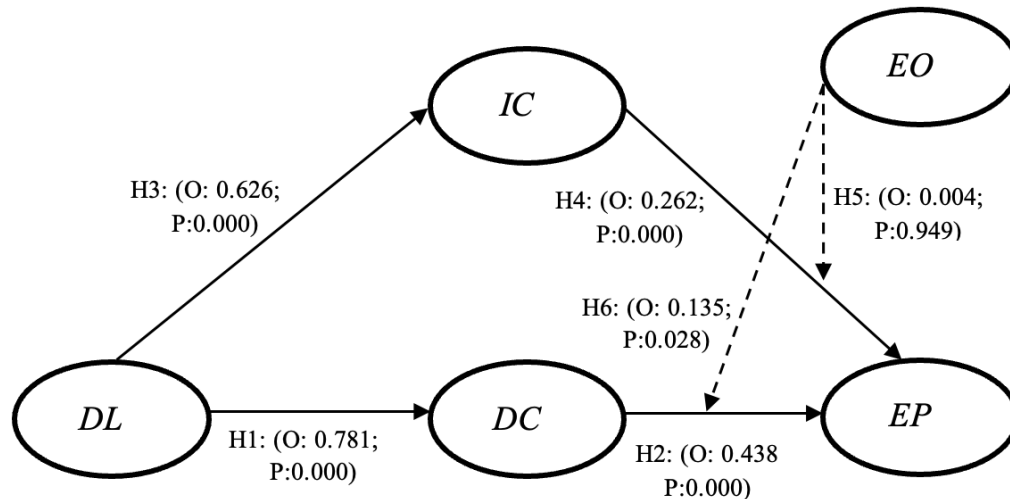 EO
IC
H3: (O: 0.626;
P:0.000)
H4: (O: 0.262;
P:0.000)
H5: (O: 0.004;
P:0.949)
H6: (O: 0.135;
P:0.028)
DL
DC
EP
H1: (O: 0.781;
P:0.000)
H2: (O: 0.438
P:0.000)